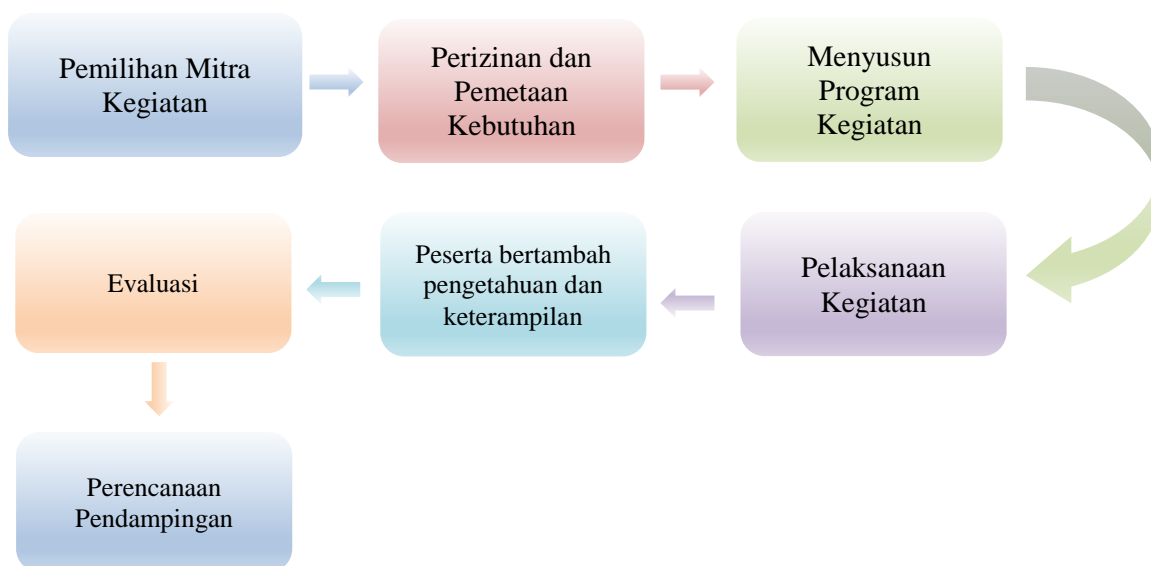 Pemilihan Mitra
Kegiatan
Perizinan dan
Pemetaan
Kebutuhan
Menyusun
Program
Kegiatan
Pelaksanaan
Kegiatan
Peserta bertambah
pengetahuan dan
keterampilan
Evaluasi
Perencanaan
Pendampingan